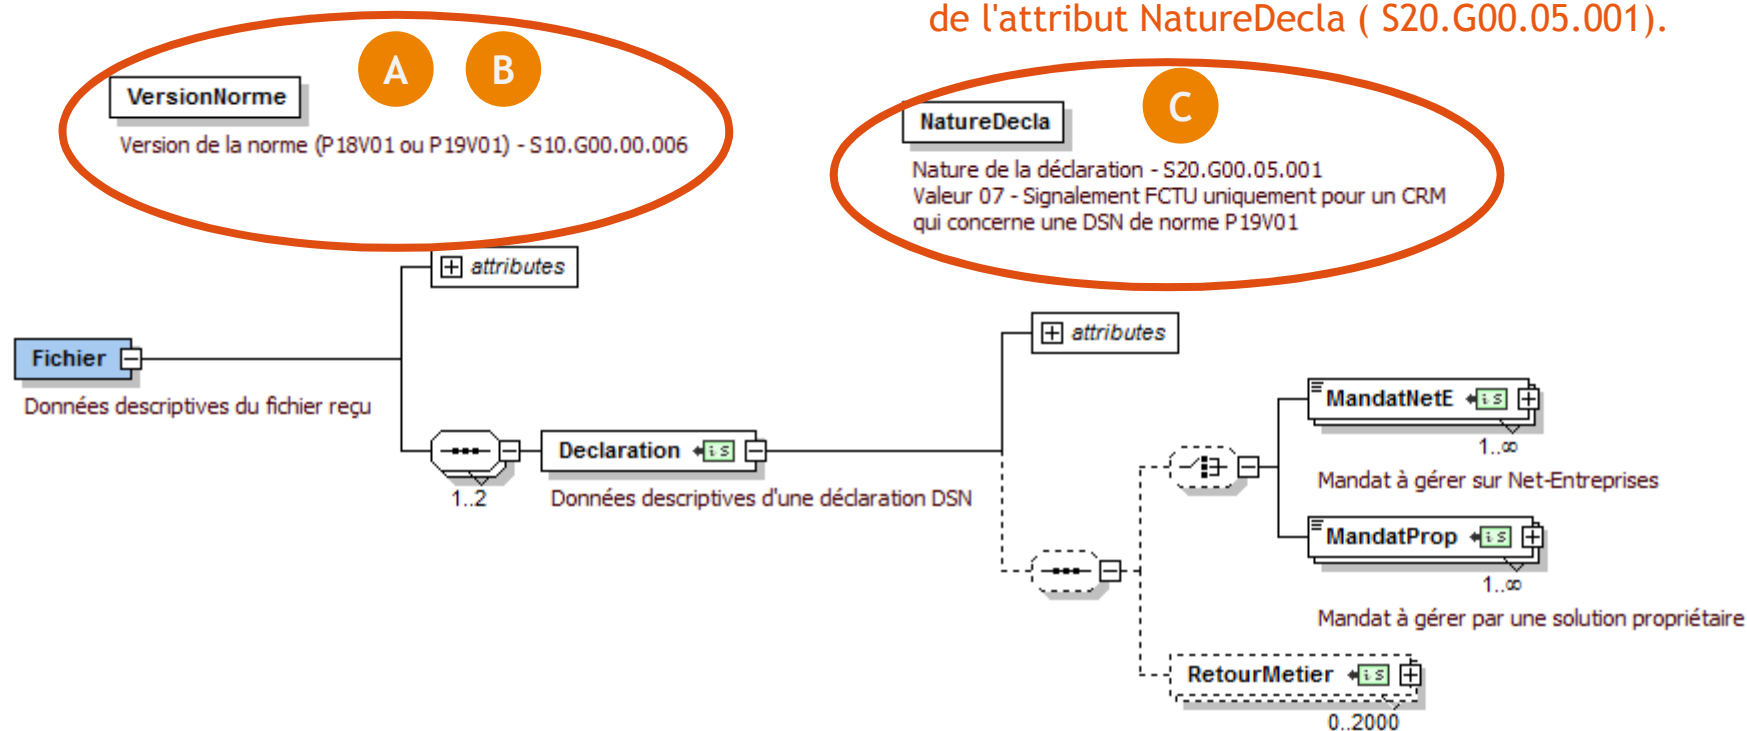 de l'attribut NatureDecla ( S20.G00.05.001).
A B
VersionNorme
Version de la norme (P18V01 ou P19V01) - S10.G00.00.006
C
NatureDecla
Nature de la déclaration - S20.G00.05.001
Valeur 07 - Signalement FCTU uniquement pour un CRM
qui concerne une DSN de norme P19V01
attributes
attributes
Fichier
Données descriptives du fichier reçu
Declaration
1..2
Données descriptives d'une déclaration DSN
MandatNetE
1..∞
Mandat à gérer sur Net-Entreprises
MandatProp
1..∞
Mandat à gérer par une solution propriétaire
RetourMetier
0..2000